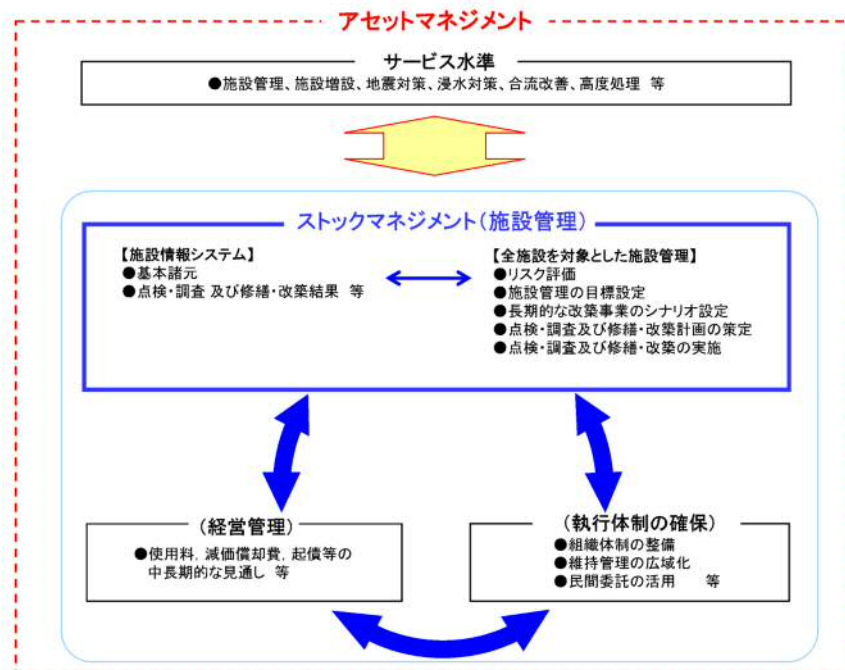 アセットマネジメント
サービス水準
●施設管理、施設増設、地震対策、浸水対策、合流改善、高度処理 等
ストックマネジメント(施設管理)
【施設情報システム】
●基本諸元
●点検・調査 及び修繕・改築結果 等
【全施設を対象とした施設管理】
●リスク評価
●施設管理の目標設定
●長期的な改築事業のシナリオ設定
●点検・調査及び修繕・改築計画の策定
●点検・調査及び修繕・改築の実施
(経営管理)
●使用料,減価償却費,起債等の
中長期的な見通し 等
(執行体制の確保)
●組織体制の整備
●維持管理の広域化
●民間委託の活用 等